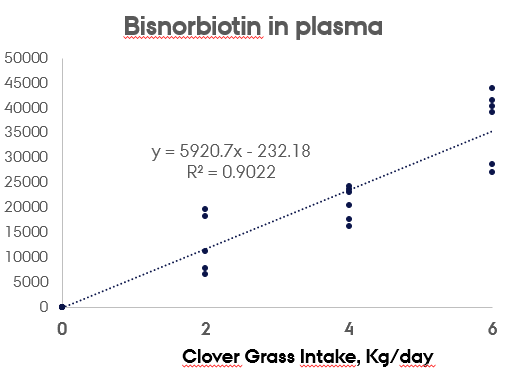 Bisnorbiotin in plasma
50000
45000
40000
35000
30000
25000
20000
15000
10000
5000
0
y = 5920.7x - 232.18
R² = 0.9022
0 2 4 6
Clover Grass Intake, Kg/day